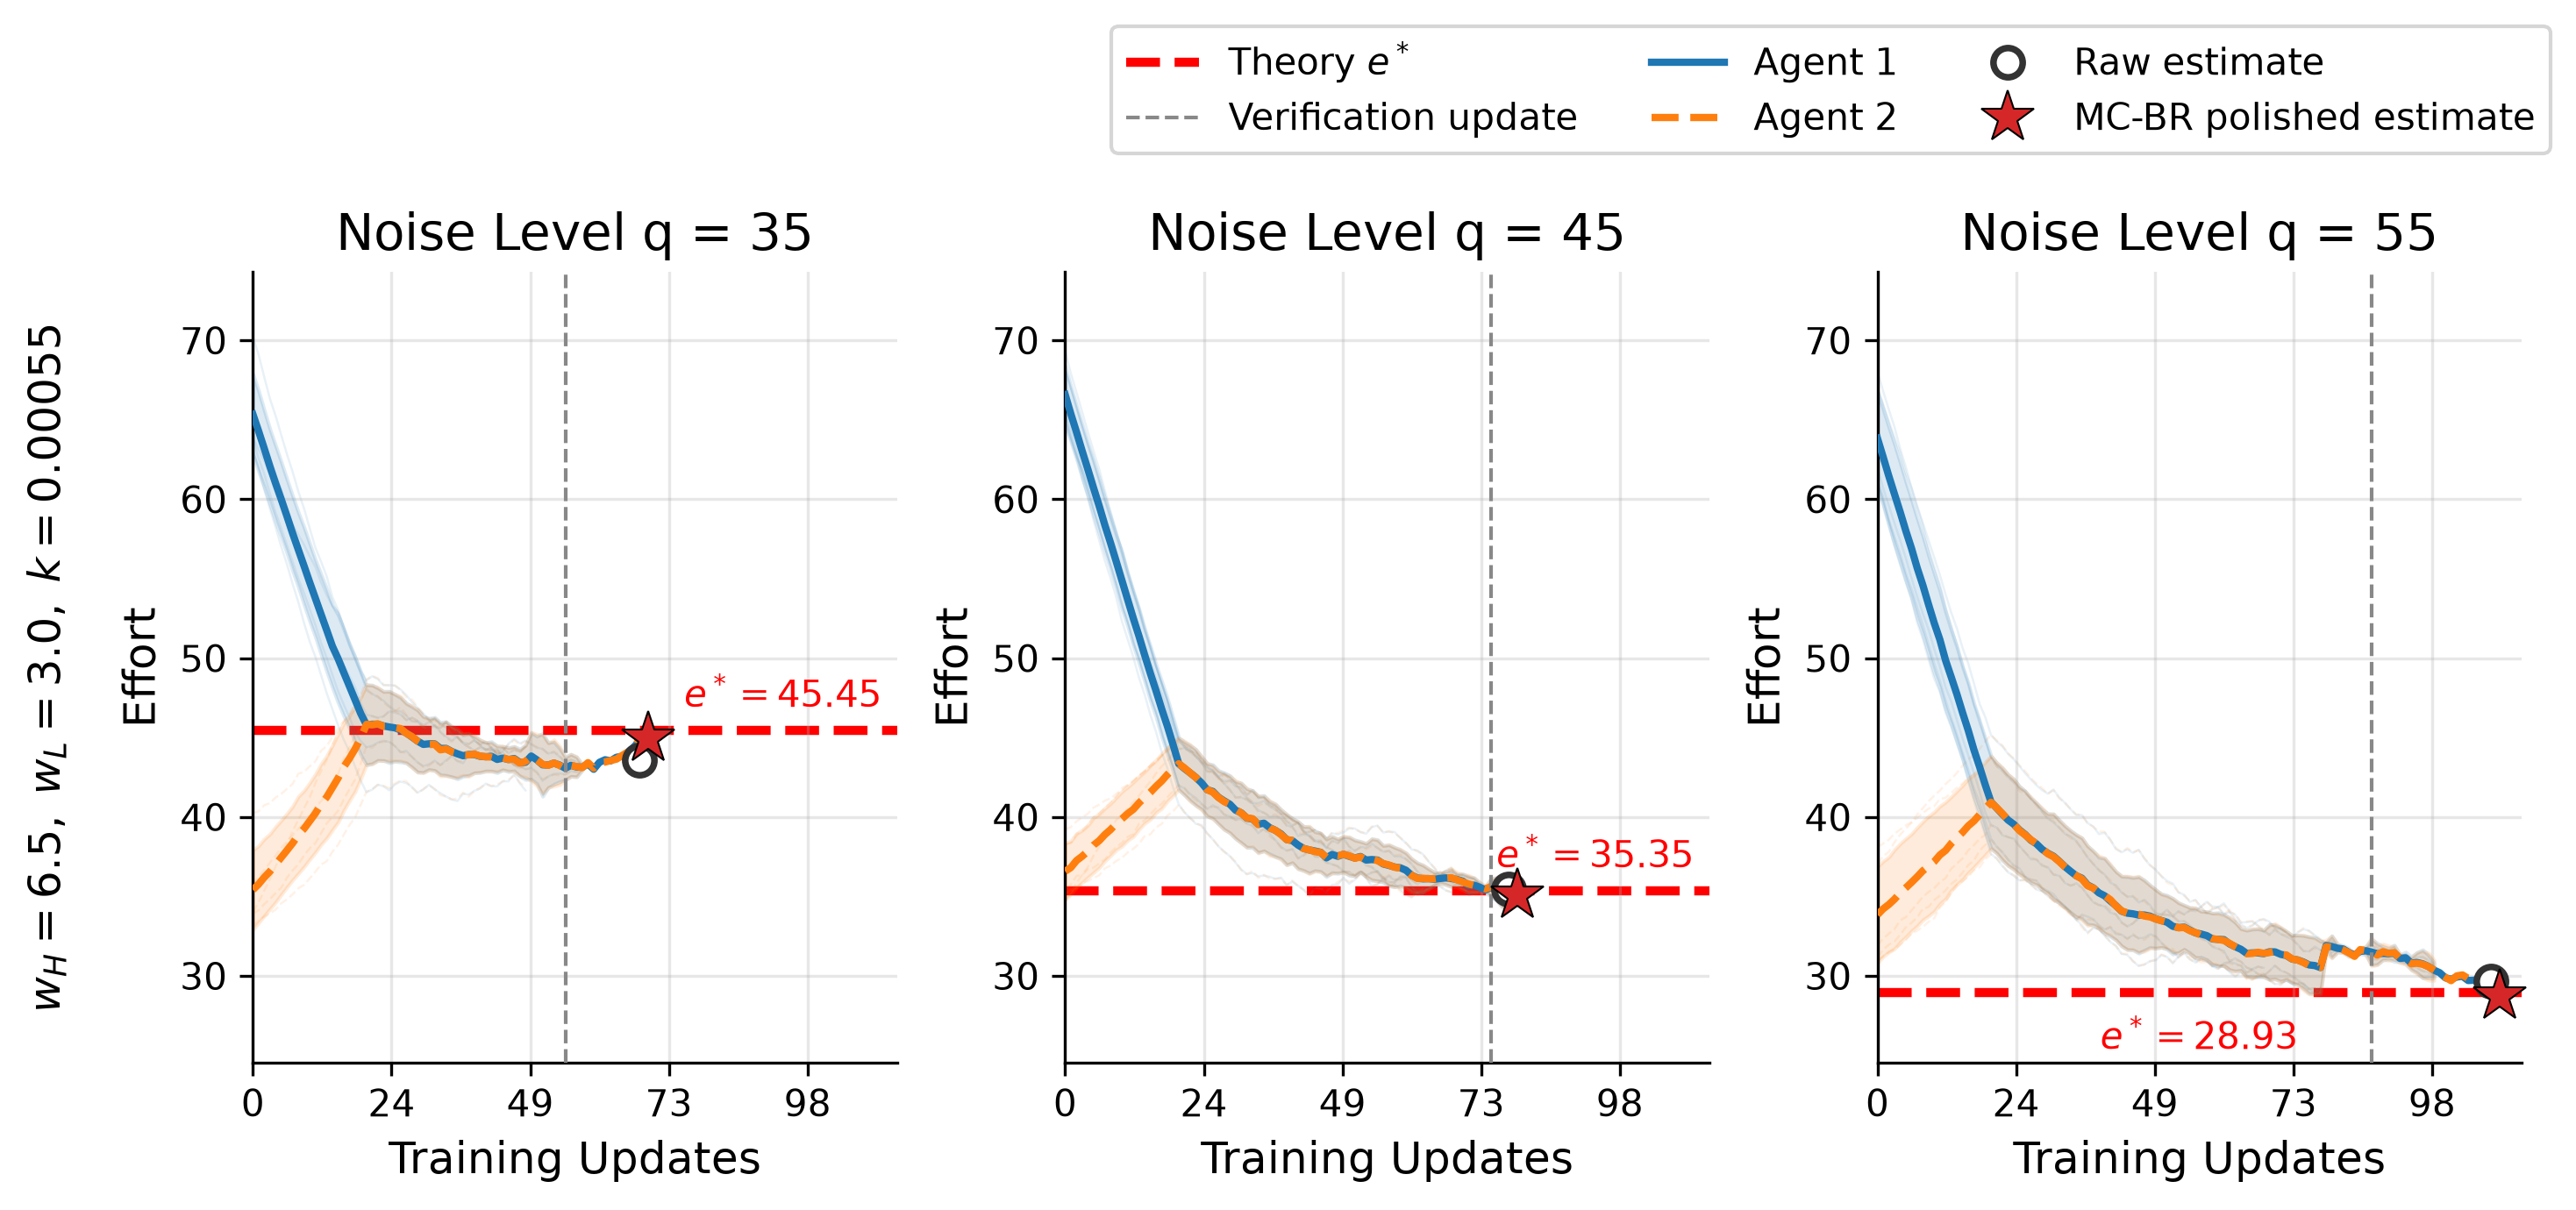 Theory e*
Verification update
Agent 1
Agent 2
Raw estimate
MC-BR polished estimate
w_H = 6.5, w_L = 3.0, k = 0.00055
Noise Level q = 35
70
60
50
40
30
Effort
e* = 45.45
0 24 49 73 98
Training Updates
Noise Level q = 45
70
60
50
40
30
Effort
e* = 35.35
0 24 49 73 98
Training Updates
Noise Level q = 55
70
60
50
40
30
Effort
e* = 28.93
0 24 49 73 98
Training Updates